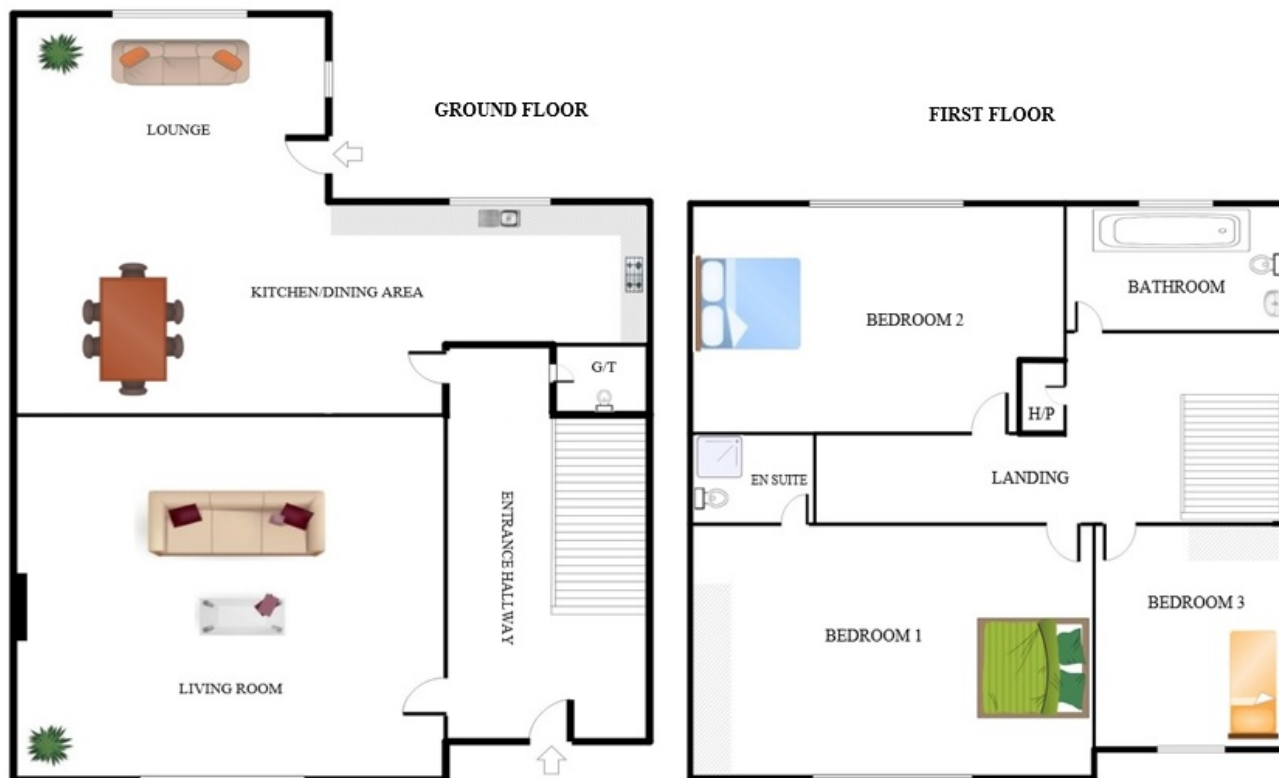 GROUND FLOOR
FIRST FLOOR
LOUNGE
KITCHEN/DINING AREA
G/T
ENTRANCE HALLWAY
LIVING ROOM
BEDROOM 2
BATHROOM
H/P
EN SUITE
LANDING
BEDROOM 1
BEDROOM 3